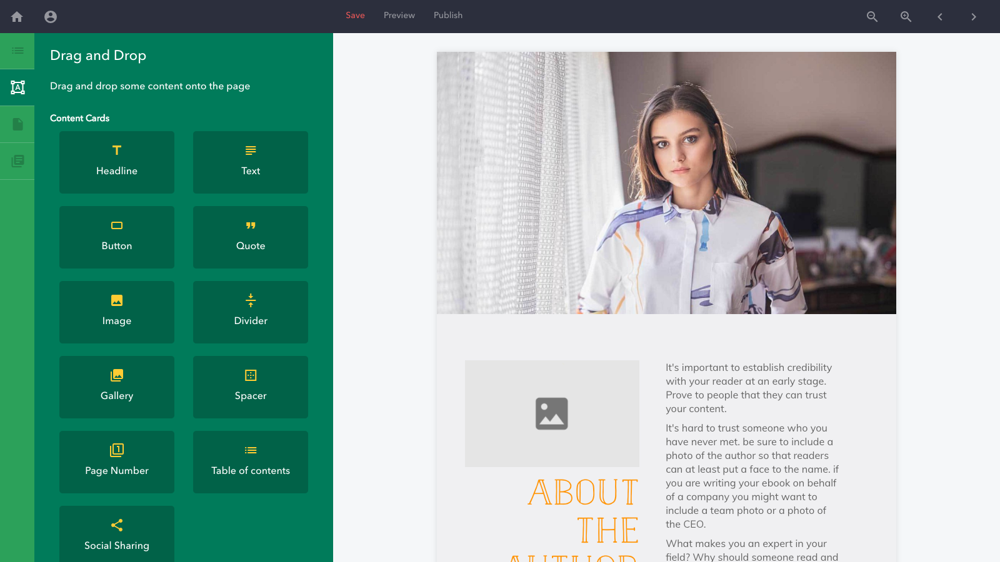 Save Preview Publish
Drag and Drop
Drag and drop some content onto the page
Content Cards
Headline
Text
Button
Quote
Image
Divider
Gallery
Spacer
Page Number
Table of contents
Social Sharing
ABOUT
THE
AUTHOR
It's important to establish credibility
with your reader at an early stage.
Prove to people that they can trust
your content.
It's hard to trust someone who you
have never met. be sure to include a
photo of the author so that readers
can at least put a face to the name. if
you are writing your ebook on behalf
of a company you might want to
include a team photo or a photo of
the CEO.
What makes you an expert in your
field? Why should someone read and